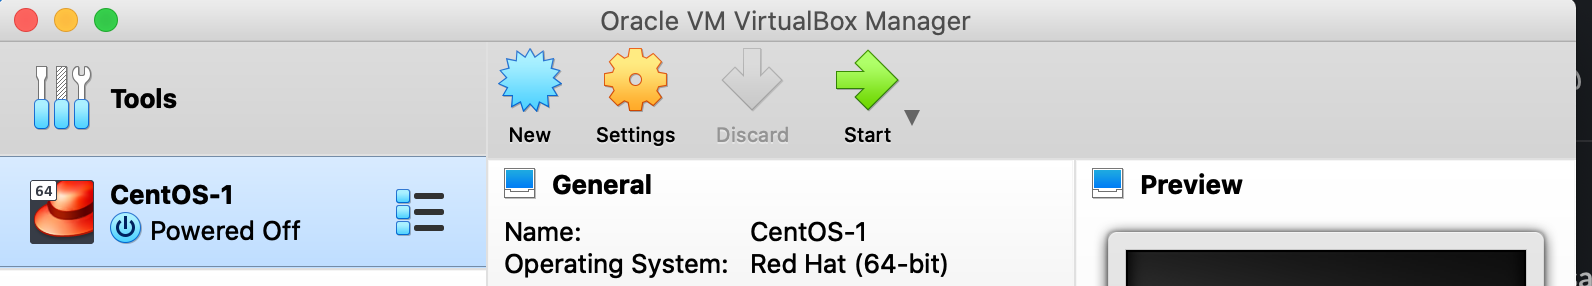 Oracle VM VirtualBox Manager
Tools
New Settings Discard Start
64
CentOS-1
Powered Off
General
Name: CentOS-1
Operating System: Red Hat (64-bit)
Preview